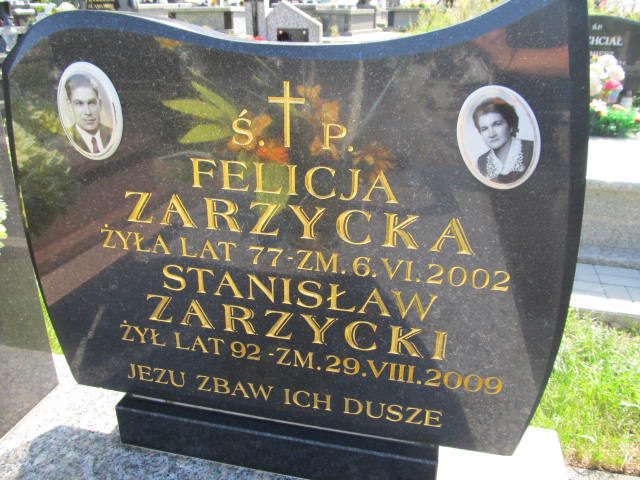 Ś. P.
FELICJA
ZARZYCKA
ŻYŁA LAT 77-ZM. 6. VI. 2002
STANISŁAW
ZARZYCKI
ŻYŁ LAT 92-ZM. 29. VIII. 2009
JEZU ZBAW ICH DUSZE
Ś.P.